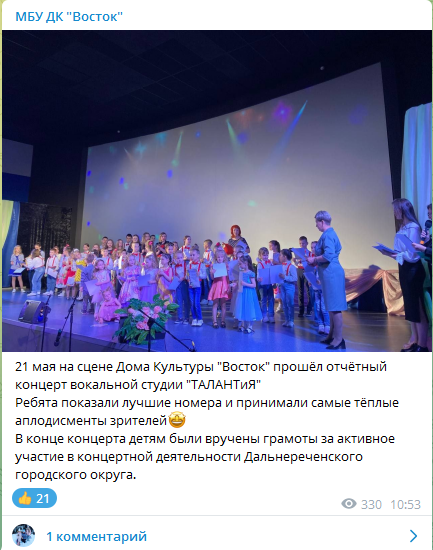 МБУ ДК "Восток"
21 мая на сцене Дома Культуры "Восток" прошёл отчётный
концерт вокальной студии "ТАЛАНТиЯ"
Ребята показали лучшие номера и принимали самые тёплые
аплодисменты зрителей🤩
В конце концерта детям были вручены грамоты за активное
участие в концертной деятельности Дальнереченского
городского округа.
👍 21
330 10:53
1 комментарий